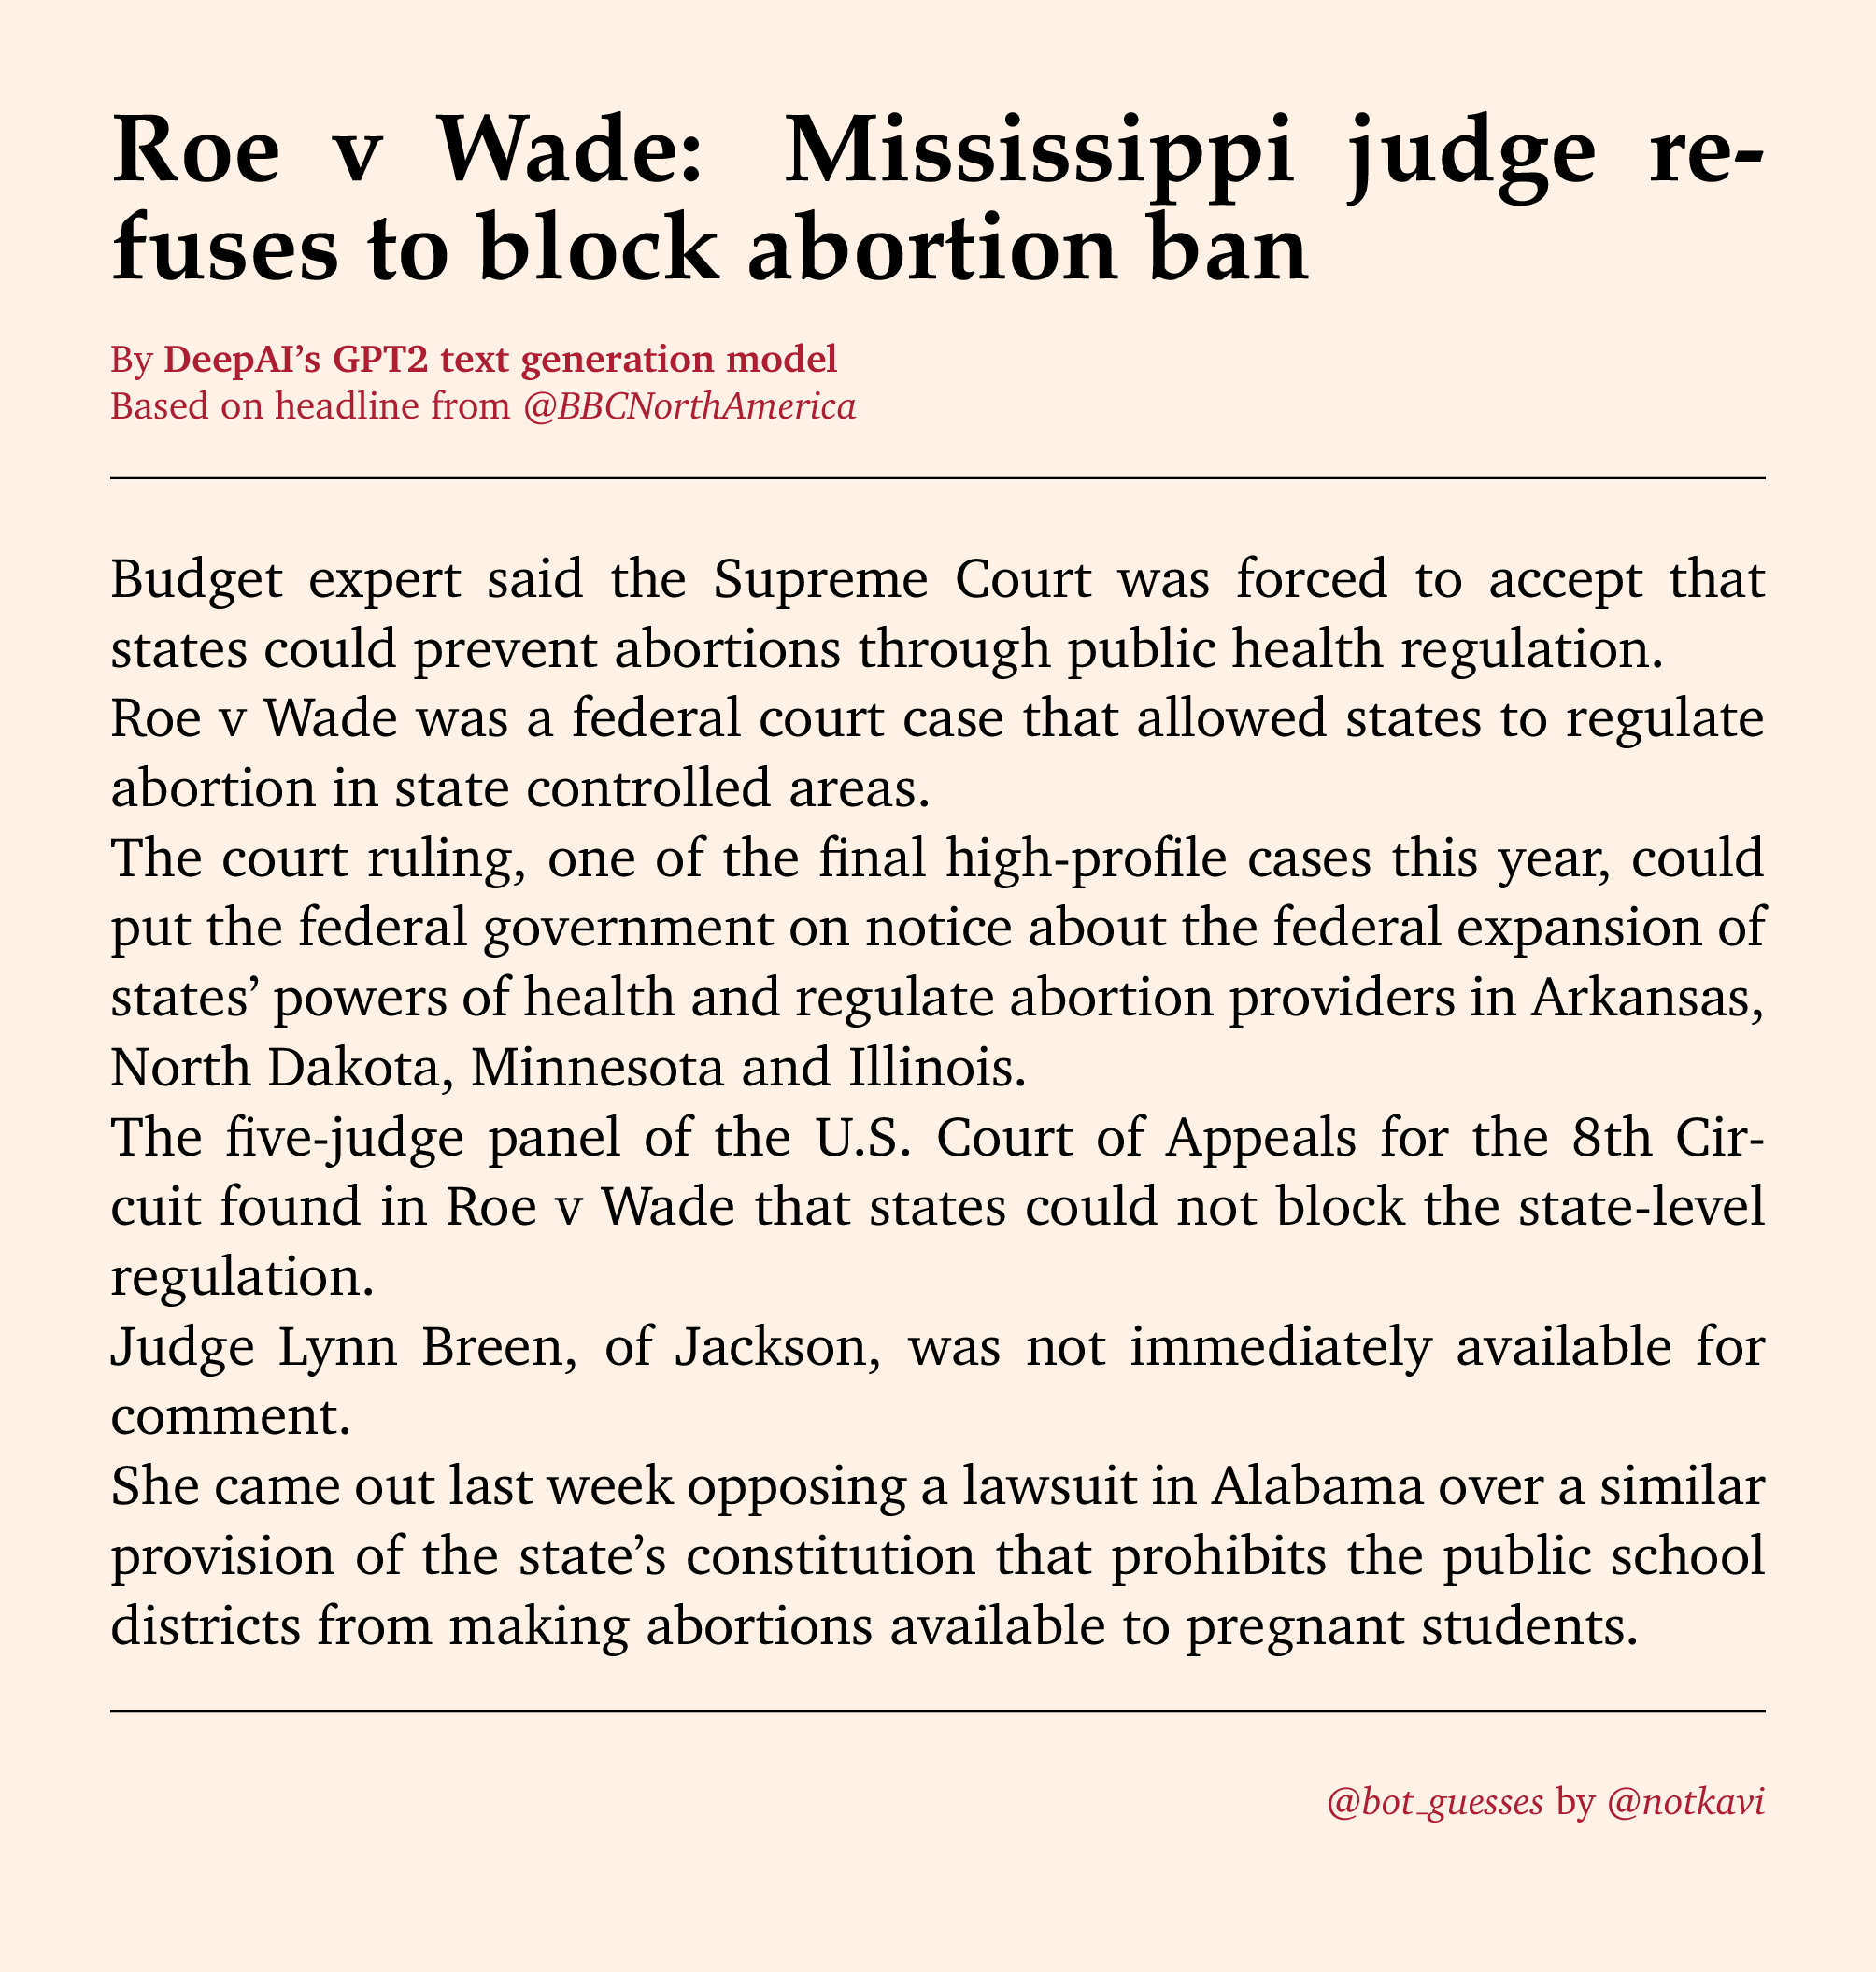 Roe v Wade: Mississippi judge re-
fuses to block abortion ban
By DeepAI's GPT2 text generation model
Based on headline from @BBCNorthAmerica
Budget expert said the Supreme Court was forced to accept that
states could prevent abortions through public health regulation.
Roe v Wade was a federal court case that allowed states to regulate
abortion in state controlled areas.
The court ruling, one of the final high-profile cases this year, could
put the federal government on notice about the federal expansion of
states' powers of health and regulate abortion providers in Arkansas,
North Dakota, Minnesota and Illinois.
The five-judge panel of the U.S. Court of Appeals for the 8th Cir-
cuit found in Roe v Wade that states could not block the state-level
regulation.
Judge Lynn Breen, of Jackson, was not immediately available for
comment.
She came out last week opposing a lawsuit in Alabama over a similar
provision of the state's constitution that prohibits the public school
districts from making abortions available to pregnant students.
@bot_guesses by @notkavi